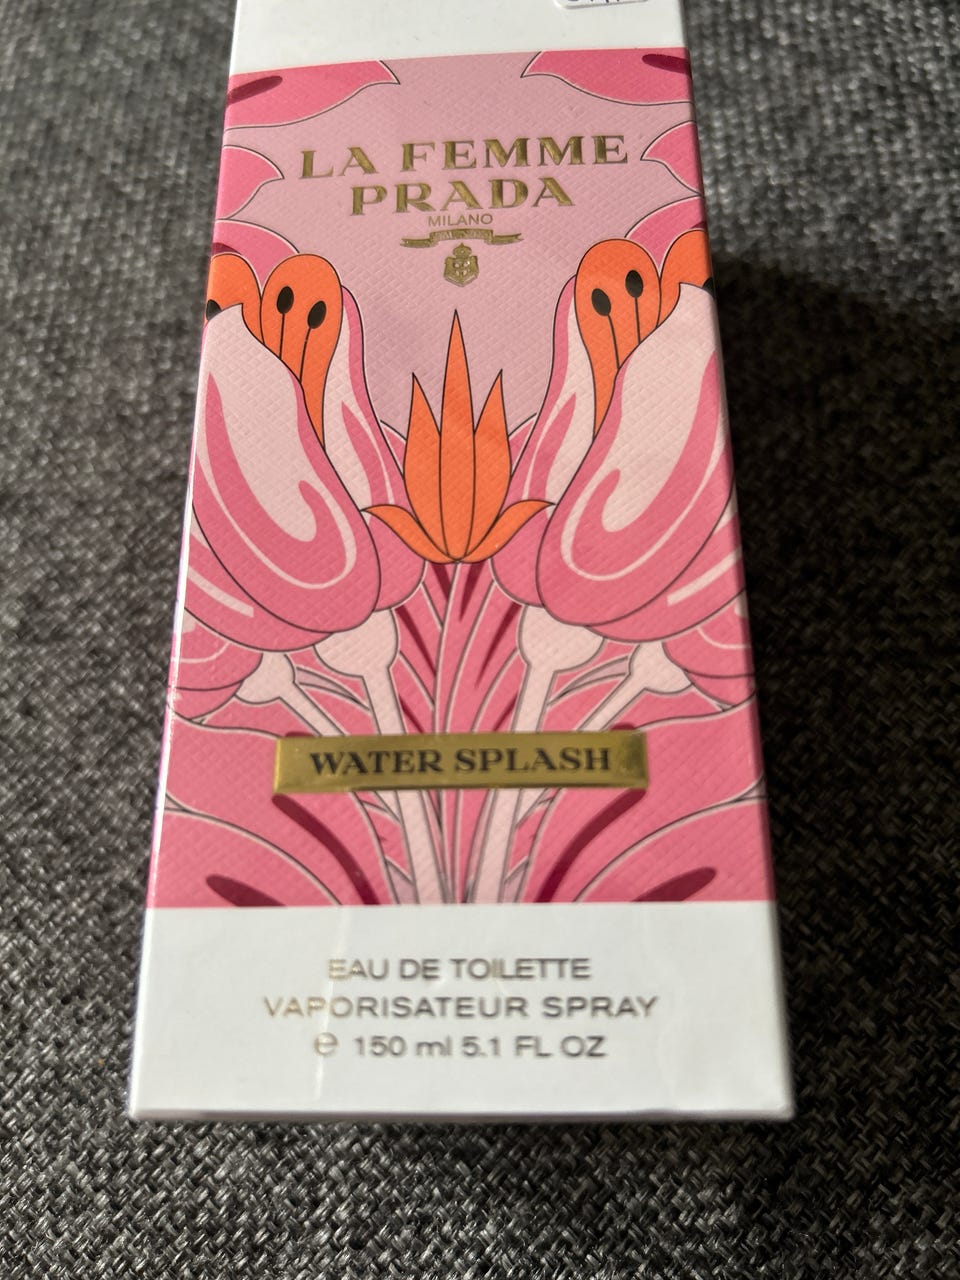 LA FEMME
PRADA
MILANO
WATER SPLASH
EAU DE TOILETTE
VAPORISATEUR SPRAY
℮ 150 ml 5.1 FL OZ